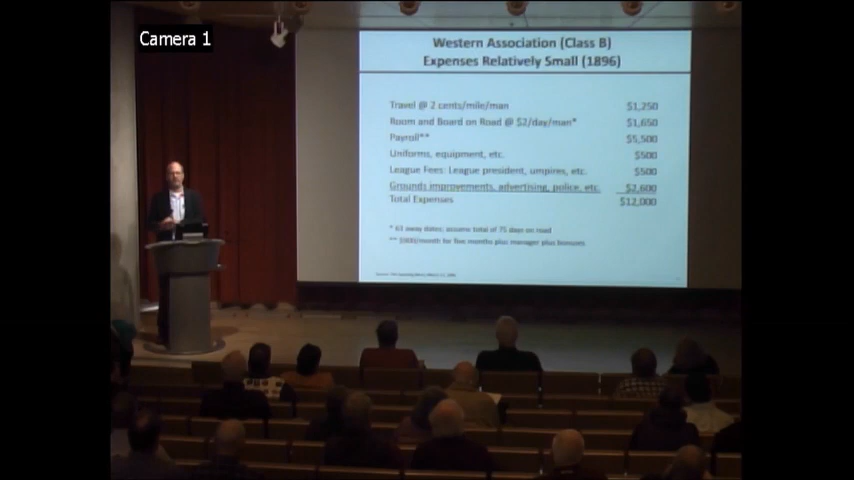 Camera 1
Western Association (Class B)
Expenses Relatively Small (1896)
Travel @ 2 cents/mile/man $1,250
Room and Board on Road @ $2/day/man* $1,650
Payroll** $5,500
Uniforms, equipment, etc. $500
League Fees: League president, umpires, etc. $500
Grounds improvements, advertising, police, etc. $2,600
Total Expenses $12,000
* 63 away dates; assume total of 75 days on road
** /month for five months plus manager plus bonuses